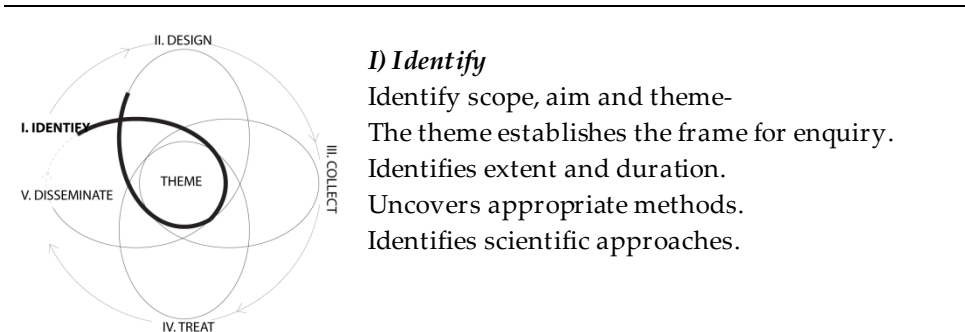 II. DESIGN
I. IDENTIFY
THEME
III. COLLECT
V. DISSEMINATE
IV. TREAT
I) Identify
Identify scope, aim and theme-
The theme establishes the frame for enquiry.
Identifies extent and duration.
Uncovers appropriate methods.
Identifies scientific approaches.